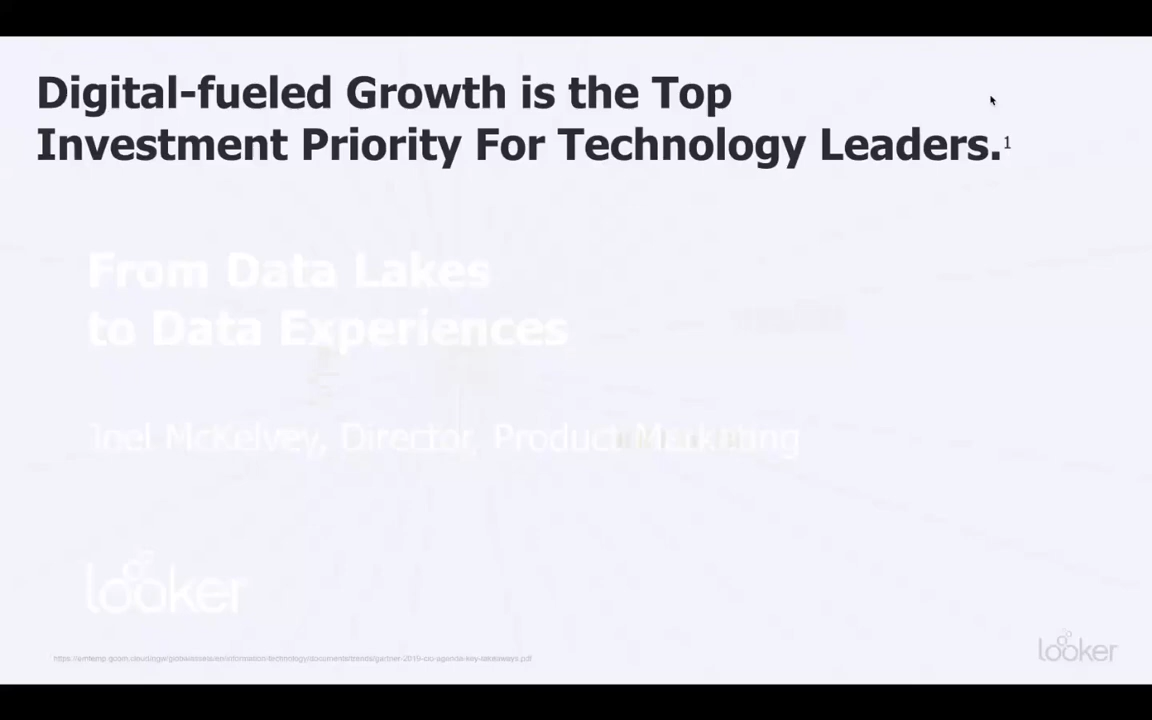 Digital-fueled Growth is the Top
Investment Priority For Technology Leaders.¹
From Data Lakes
to Data Experiences
Joel McKelvey, Director, Product Marketing
looker
looker